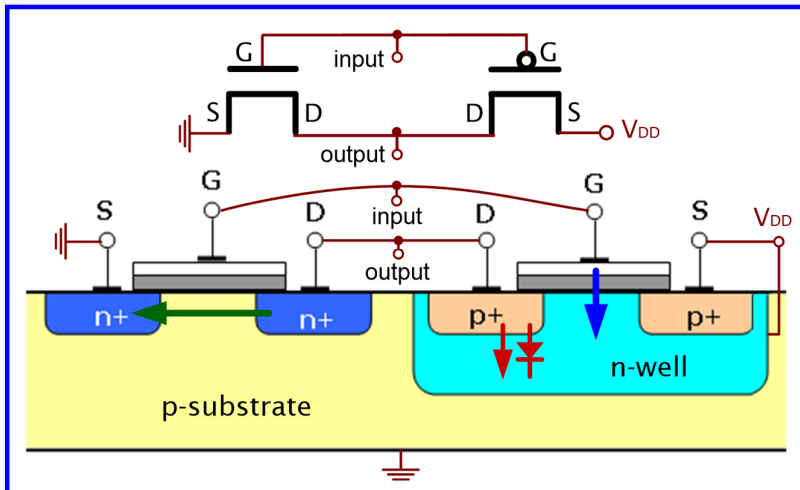 G
G
input
S
D
D
S
output
VDD
S
G
D
input
D
G
S
VDD
output
n+
n+
p+
p+
n-well
p-substrate